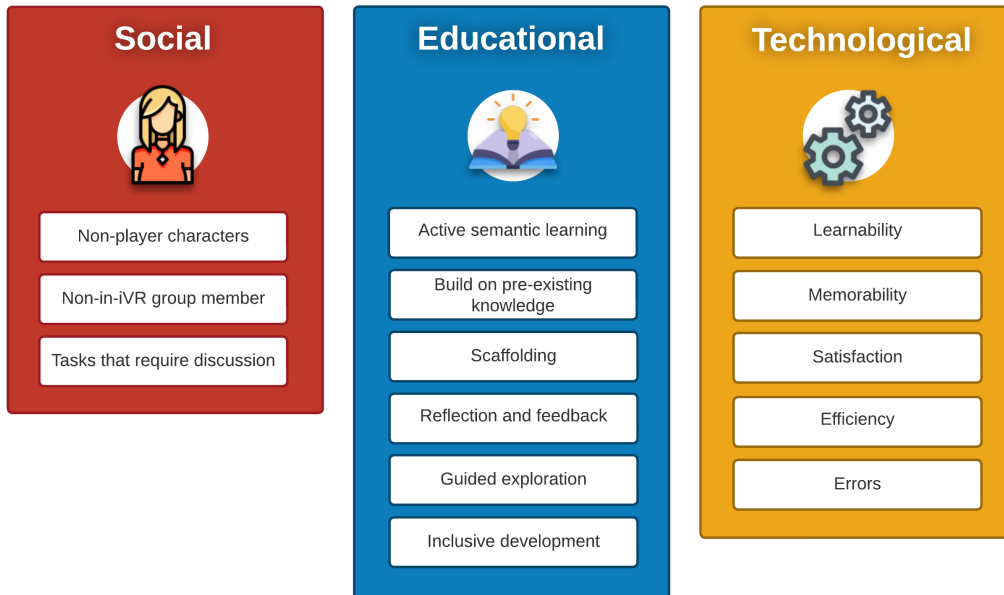 Social
Non-player characters
Non-in-iVR group member
Tasks that require discussion
Educational
Active semantic learning
Build on pre-existing
knowledge
Scaffolding
Reflection and feedback
Guided exploration
Inclusive development
Technological
Learnability
Memorability
Satisfaction
Efficiency
Errors